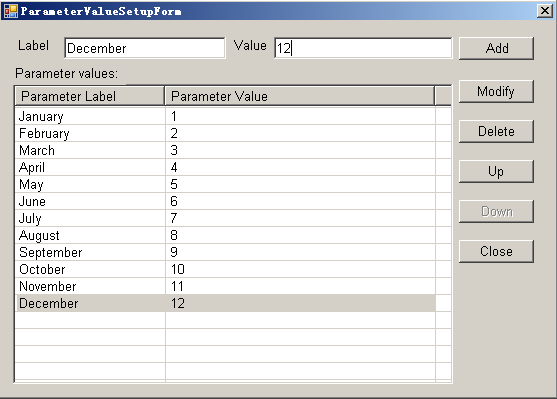 ParameterValueSetupForm
Label December Value 12 Add
Parameter values:
Parameter Label Parameter Value Modify
January 1
February 2
March 3 Delete
April 4
May 5 Up
June 6
July 7 Down
August 8
September 9 Close
October 10
November 11
December 12